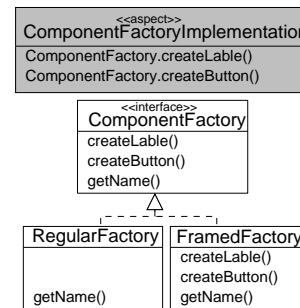 <<aspect>>
ComponentFactoryImplementation
ComponentFactory.createLable()
ComponentFactory.createButton()
<<interface>>
ComponentFactory
createLable()
createButton()
getName()
RegularFactory
getName()
FramedFactory
createLable()
createButton()
getName()